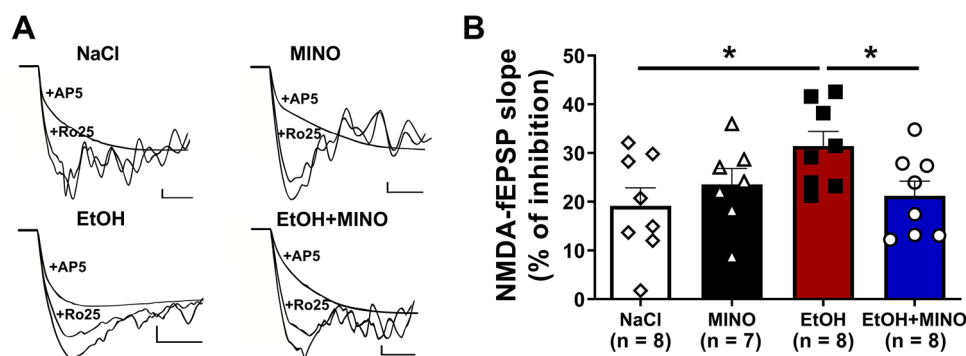 A
NaCl
+AP5
+Ro25
MINO
+AP5
+Ro25
EtOH
+AP5
+Ro25
EtOH+MINO
+AP5
+Ro25
B
NMDA-fEPSP slope
(% of inhibition)
50
40
30
20
10
0
* *
NaCl MINO EtOH EtOH+MINO
(n = 8) (n = 7) (n = 8) (n = 8)